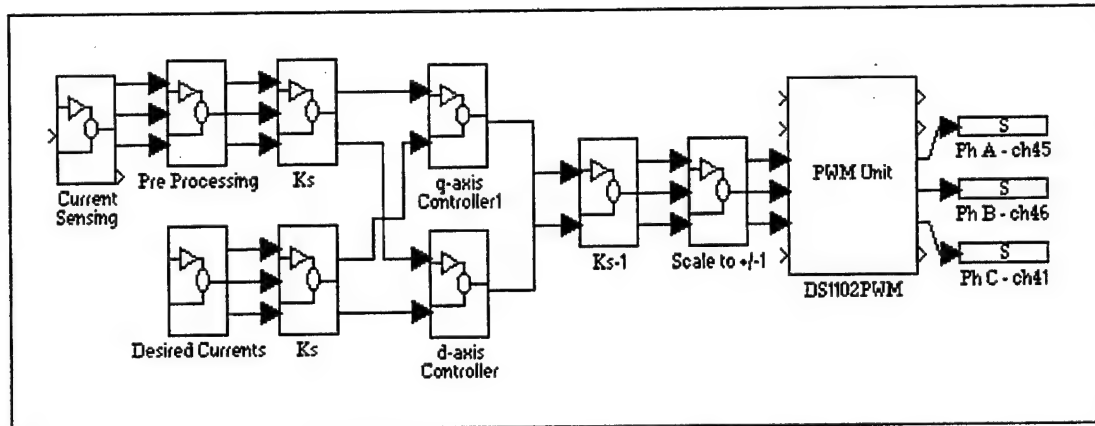 Current
Sensing
Pre Processing
Ks
q-axis
Controller1
Desired Currents
Ks
d-axis
Controller
Ks-1
Scale to +/-1
PWM Unit
DS1102PWM
S
Ph A - ch45
S
Ph B - ch46
S
Ph C - ch41